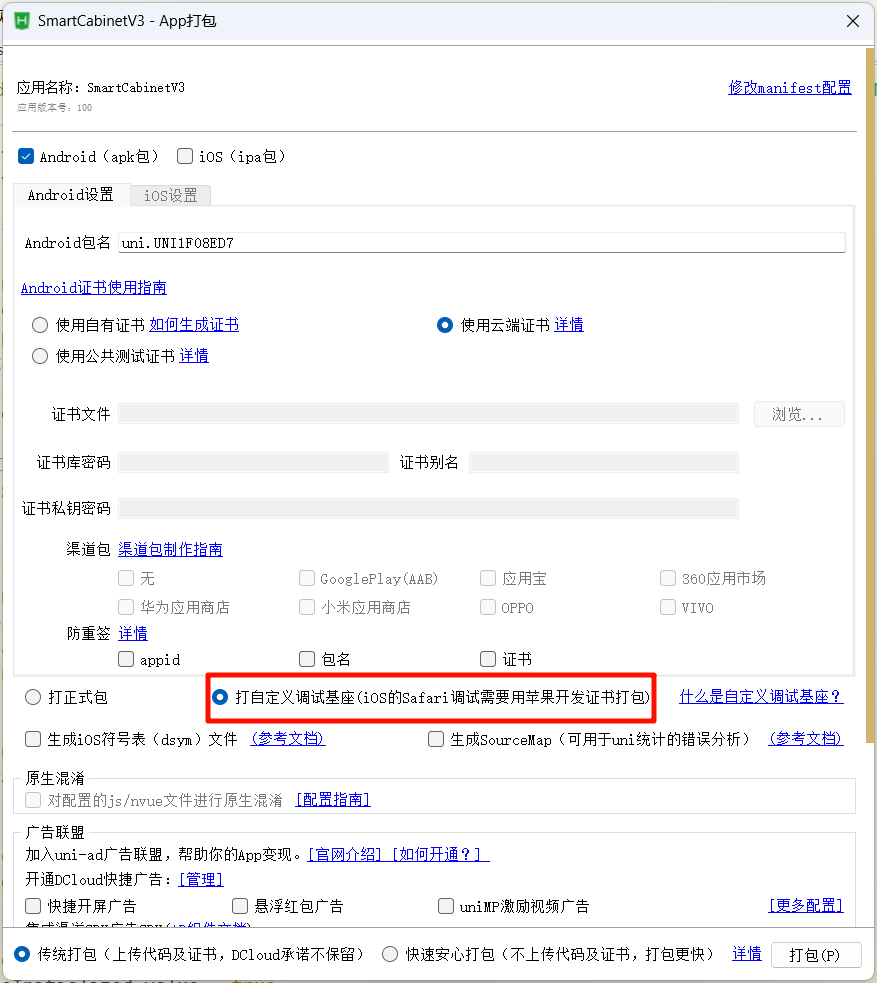 SmartCabinetV3 - App打包
应用名称: SmartCabinetV3
修改manifest配置
应用版本号: 100
Android（apk包） iOS（ipa包）
Android设置 iOS设置
Android包名 uni.UNI1F08ED7
Android证书使用指南
使用自有证书 如何生成证书 使用云端证书 详情
使用公共测试证书 详情
证书文件 浏览...
证书库密码 证书别名
证书私钥密码
渠道包 渠道包制作指南
无 GooglePlay(AAB) 应用宝 360应用市场
华为应用商店 小米应用商店 OPPO VIVO
防重签 详情
appid 包名 证书
打正式包 打自定义调试基座(iOS的Safari调试需要用苹果开发证书打包) 什么是自定义调试基座?
生成iOS符号表（dsym）文件 (参考文档) 生成SourceMap（可用于uni统计的错误分析） (参考文档)
原生混淆
对配置的js/nvue文件进行原生混淆 [配置指南]
广告联盟
加入uni-ad广告联盟，帮助你的App变现。[官网介绍] [如何开通?]
开通DCloud快捷广告: [管理]
快捷开屏广告 悬浮红包广告 uniMP激励视频广告 [更多配置]
传统打包（上传代码及证书，DCloud承诺不保留） 快速安心打包（不上传代码及证书，打包更快） 详情 打包(P)